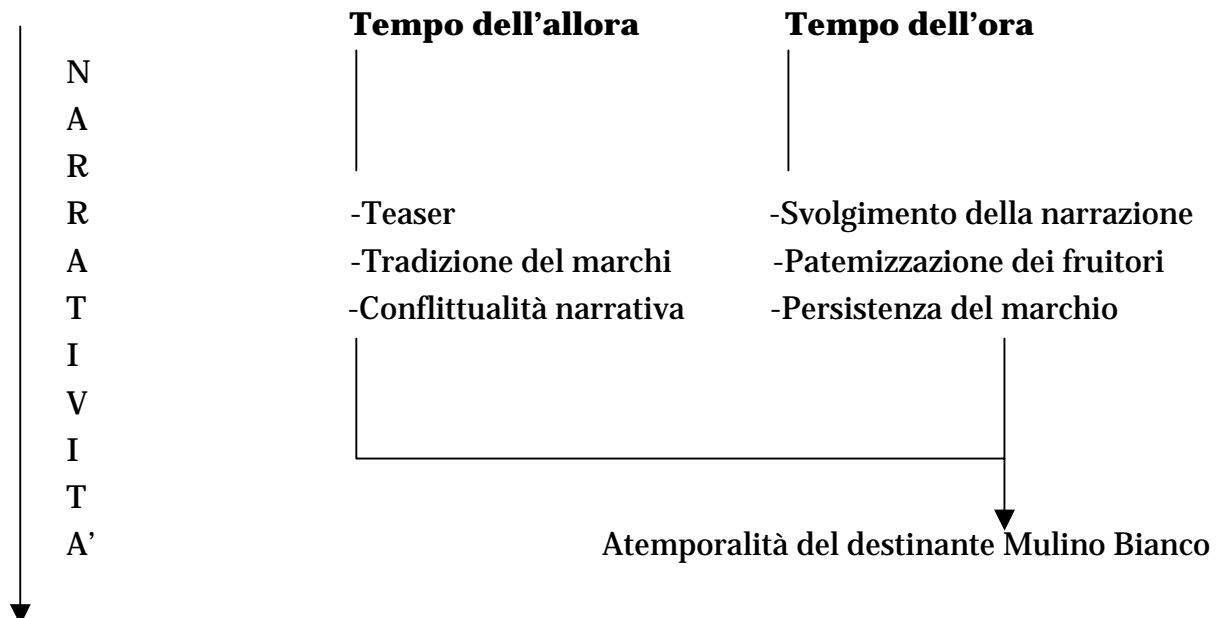 Tempo dell'allora Tempo dell'ora
N
A
R
R -Teaser -Svolgimento della narrazione
A -Tradizione del marchi -Patemizzazione dei fruitori
T -Conflittualità narrativa -Persistenza del marchio
I
V
I
T
A’ Atemporalità del destinante Mulino Bianco